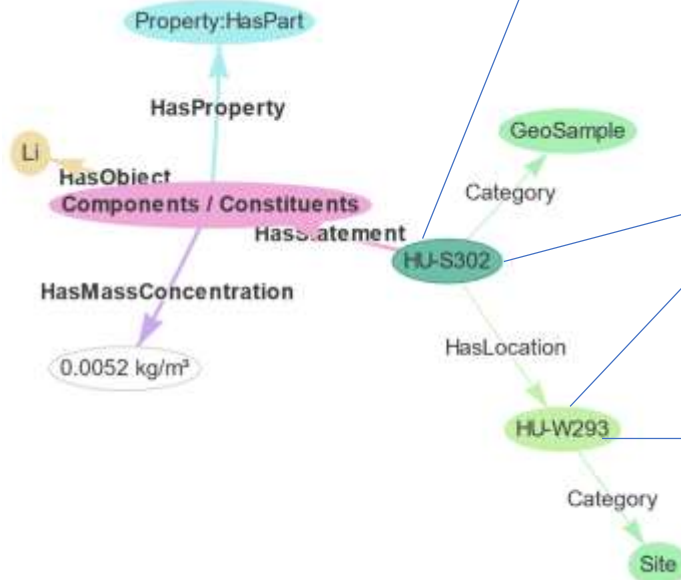 Property:HasPart
HasProperty
GeoSample
Li
HasObject
Category
Components / Constituents
HasStatement
HU-S302
HasMassConcentration
HasLocation
0.0052 kg/m³
HU-W293
Category
Site